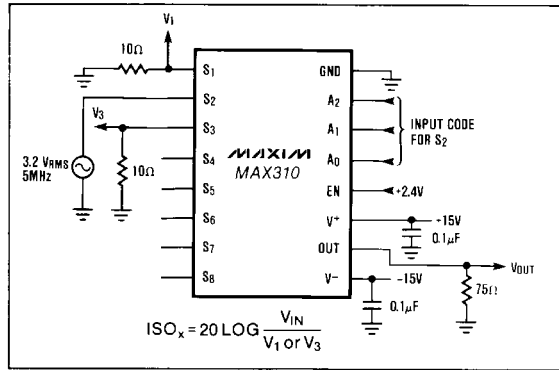 V₁
10Ω
S₁
S₂
S₃
S₄
S₅
S₆
S₇
S₈
V₃
10Ω
3.2 VRMS
5MHz
MAXIM
MAX310
GND
A₂
A₁
A₀
EN
V⁺
OUT
V⁻
INPUT CODE
FOR S₂
+2.4V
+15V
0.1μF
VOUT
-15V
0.1μF
75Ω
ISOₓ = 20 LOG VIN / V₁ or V₃